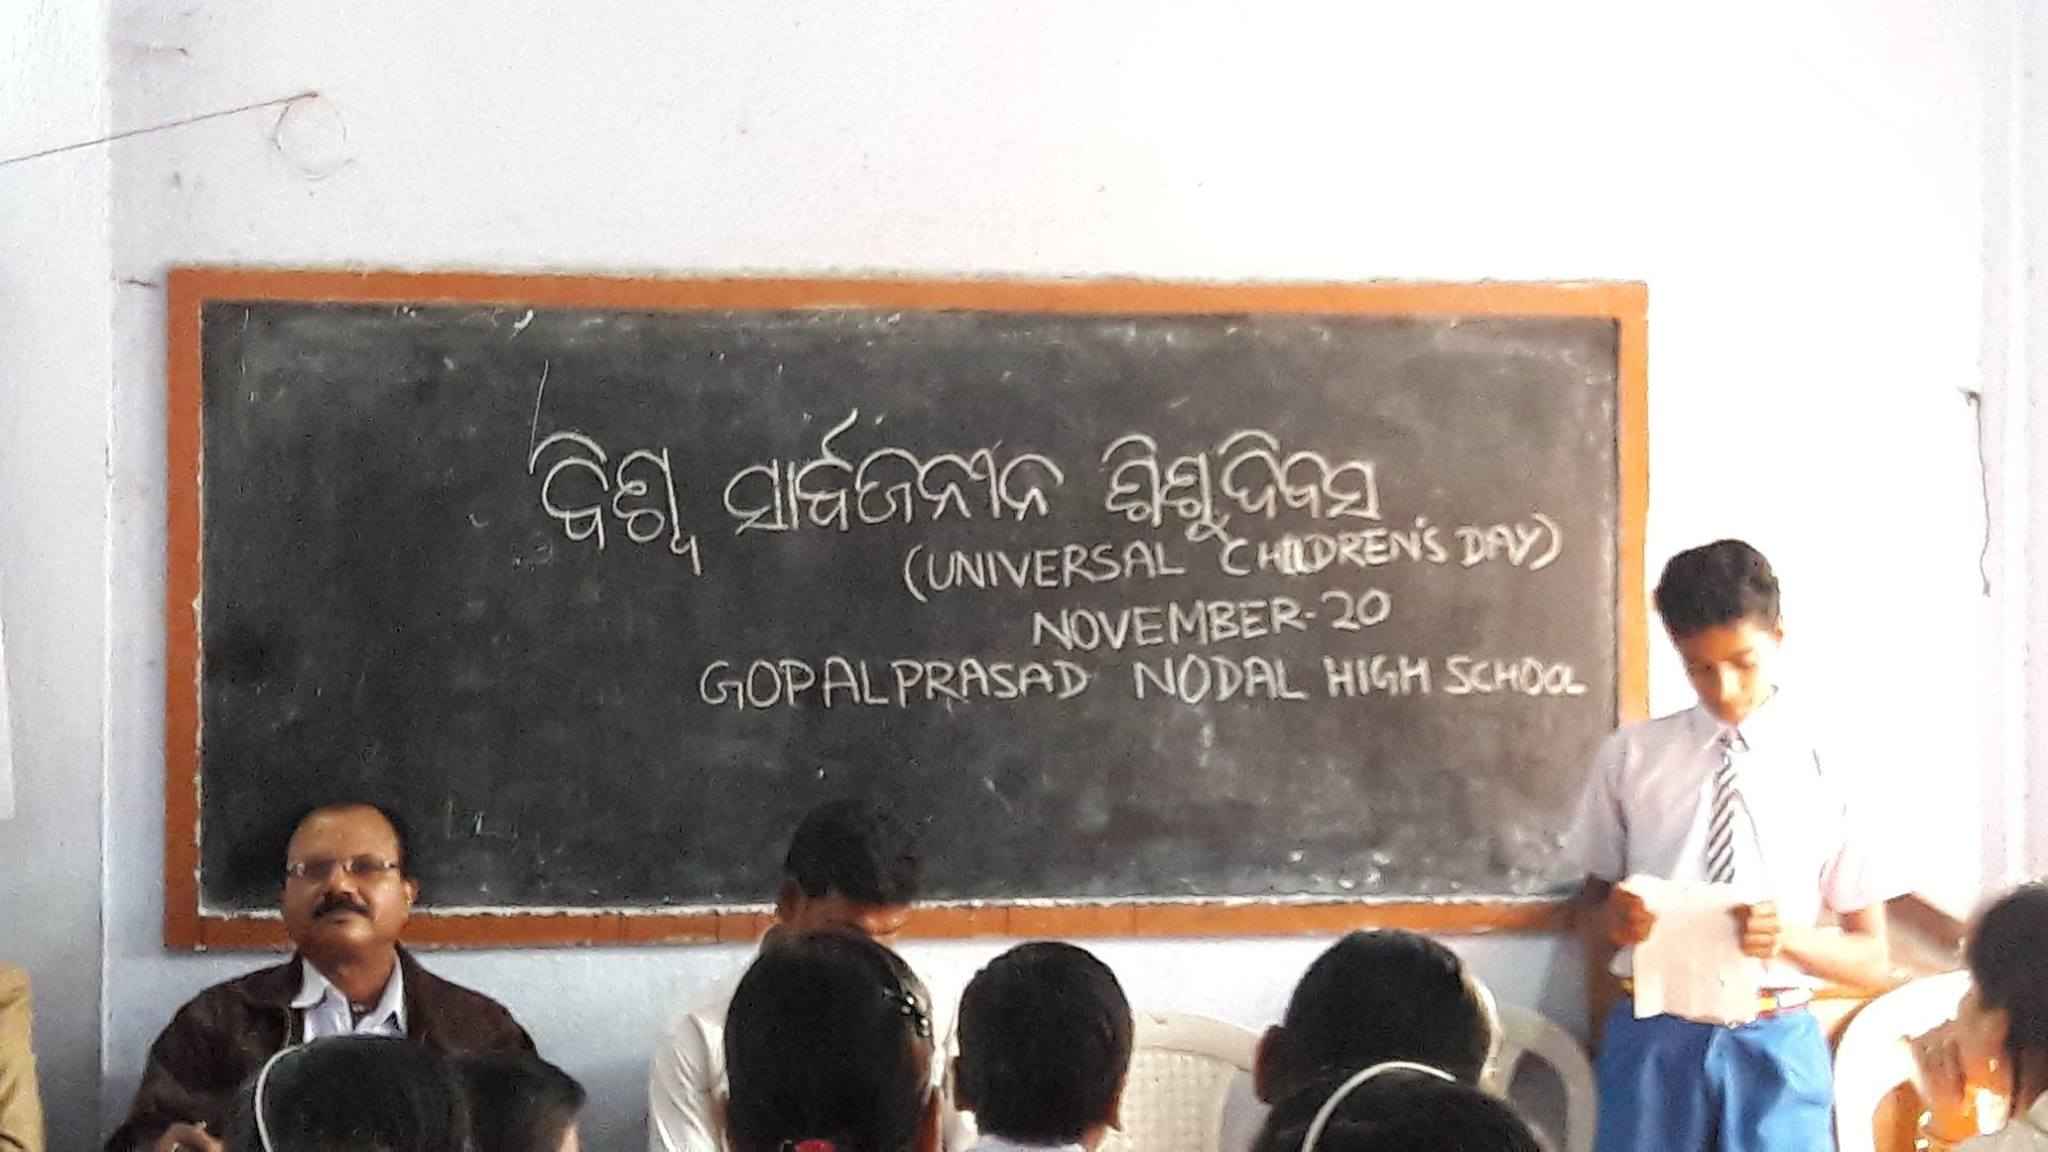 ବିଶ୍ୱ ସାର୍ବଜନୀନ ଶିଶୁ ଦିବସ
(UNIVERSAL CHILDREN'S DAY)
NOVEMBER-20
GOPALPRASAD NODAL HIGH SCHOOL